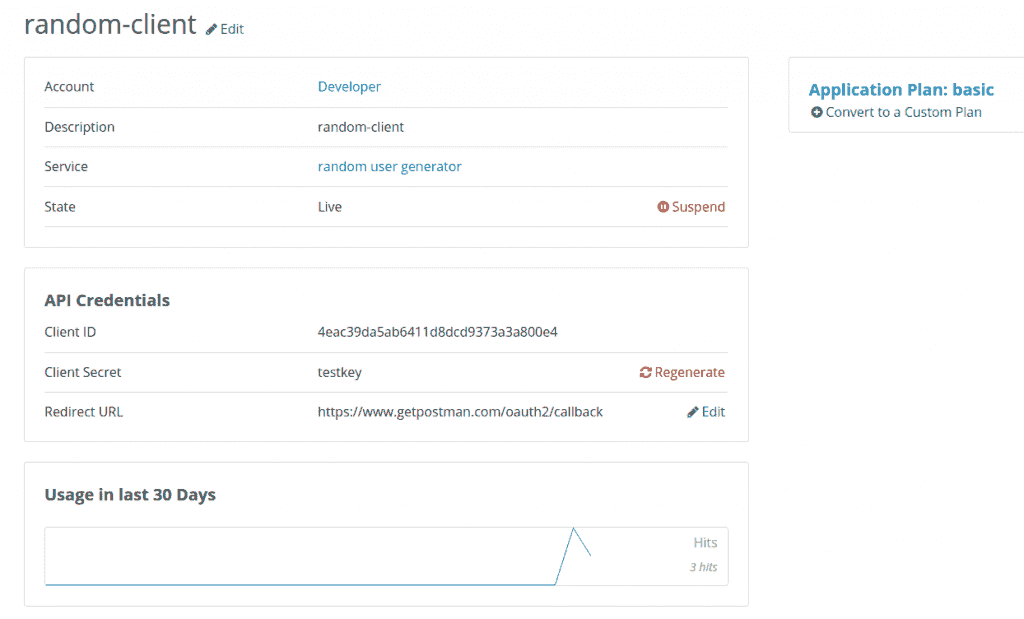 random-client Edit
Account Developer
Description random-client
Service random user generator
State Live Suspend
Application Plan: basic
Convert to a Custom Plan
API Credentials
Client ID 4eac39da5ab6411d8dcd9373a3a800e4
Client Secret testkey Regenerate
Redirect URL https://www.getpostman.com/oauth2/callback Edit
Usage in last 30 Days
Hits
3 hits